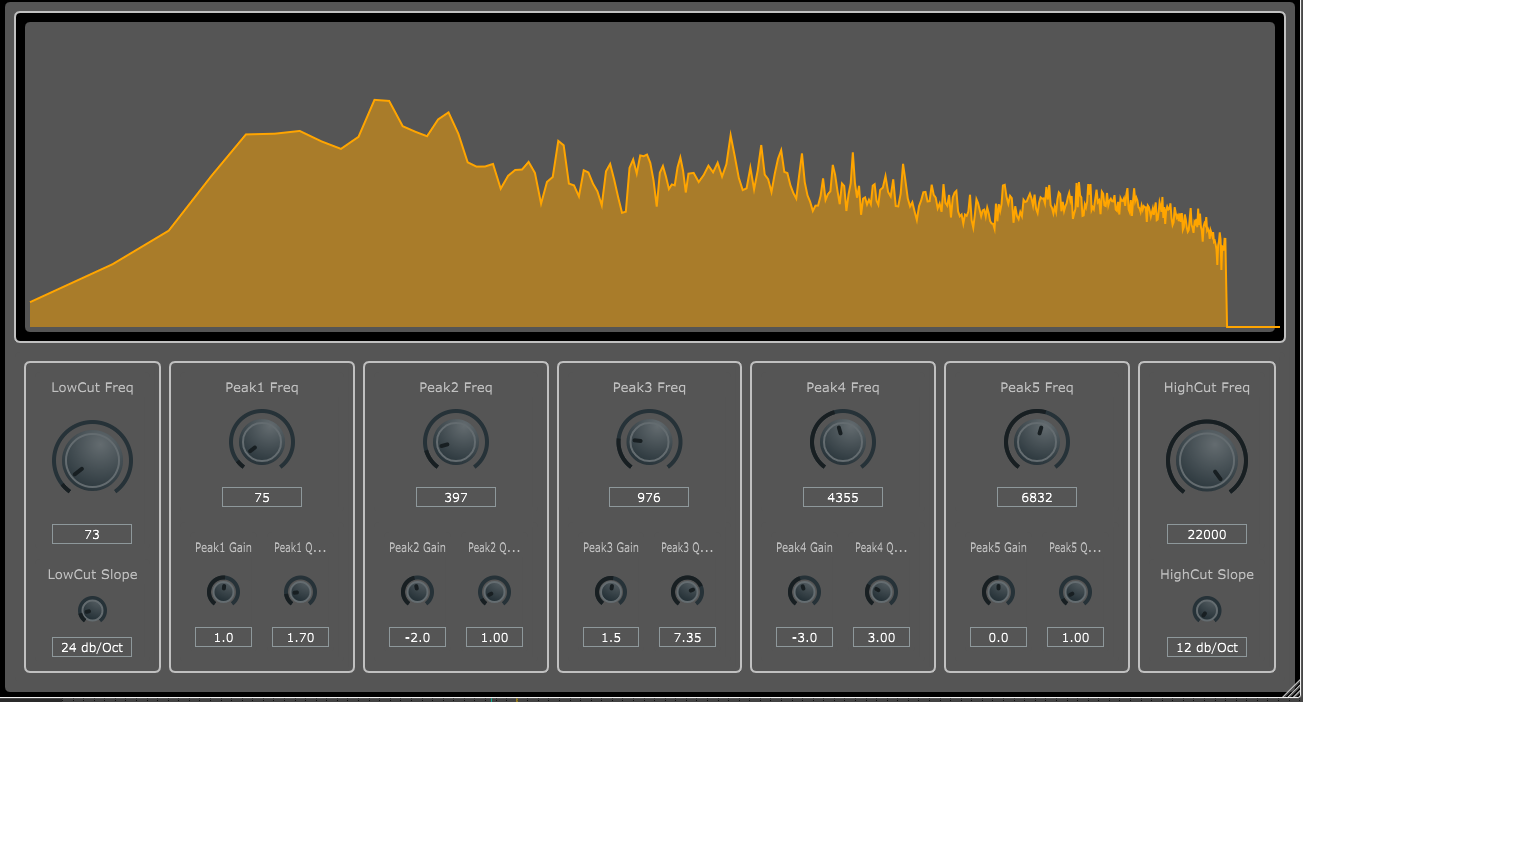 LowCut Freq
Peak1 Freq
Peak2 Freq
Peak3 Freq
Peak4 Freq
Peak5 Freq
HighCut Freq
75
397
976
4355
6832
73
22000
Peak1 Gain
Peak1 Q...
Peak2 Gain
Peak2 Q...
Peak3 Gain
Peak3 Q...
Peak4 Gain
Peak4 Q...
Peak5 Gain
Peak5 Q...
LowCut Slope
HighCut Slope
1.0
1.70
-2.0
1.00
1.5
7.35
-3.0
3.00
0.0
1.00
24 db/Oct
12 db/Oct